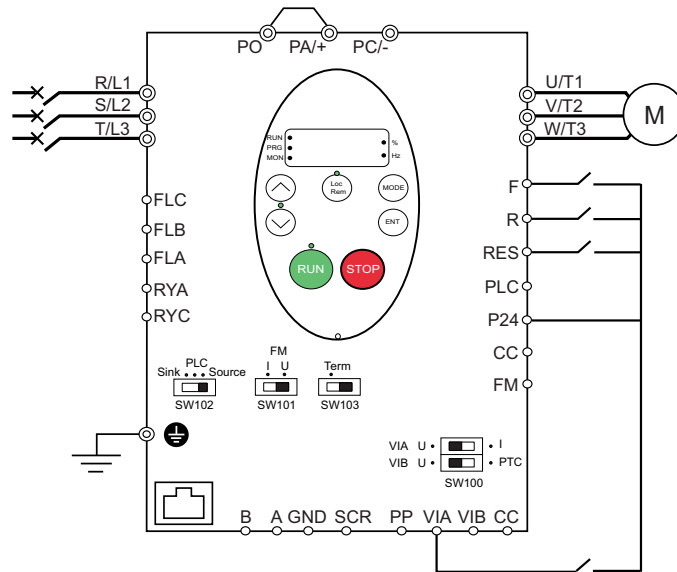 PO PA/+ PC/-
R/L1
S/L2
T/L3
U/T1
V/T2
W/T3
M
RUN
PRG
MON
%
Hz
Loc
Rem
MODE
ENT
RUN
STOP
FLC
FLB
FLA
RYA
RYC
F
R
RES
PLC
P24
CC
FM
PLC
Sink Source
SW102
FM
I U
SW101
Term
SW103
VIA U I
VIB U PTC
SW100
B A GND SCR PP VIA VIB CC